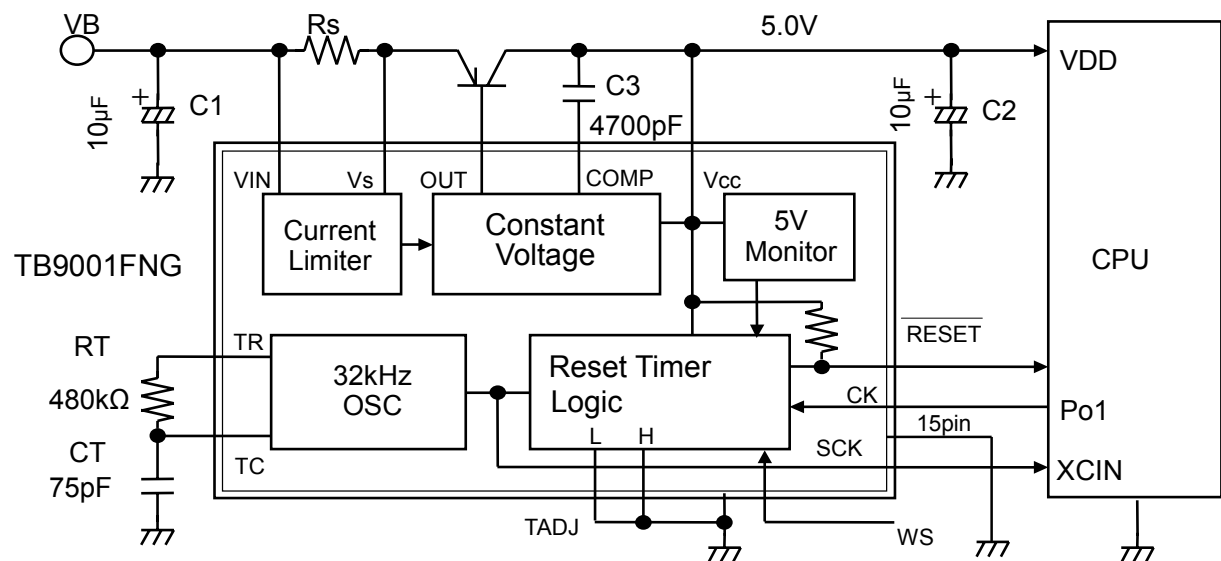 VB
Rs
5.0V
10μF
+
C1
C3
4700pF
10μF
+
C2
VDD
VIN
Vs
OUT
COMP
Vcc
Current
Limiter
Constant
Voltage
5V
Monitor
CPU
TB9001FNG
RESET
RT
TR
480kΩ
32kHz
OSC
Reset Timer
Logic
CK
Po1
15pin
L
H
SCK
CT
TC
75pF
XCIN
TADJ
WS